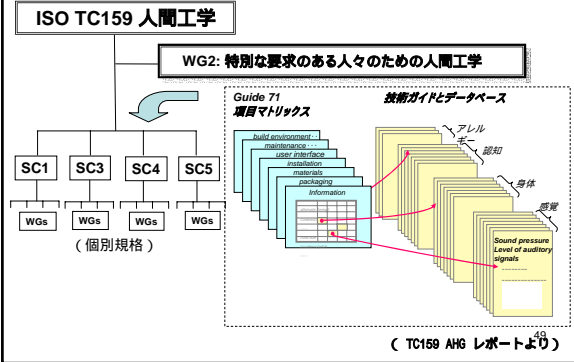 ISO TC159 人間工学
WG2: 特別な要求のある人々のための人間工学
Guide 71
項目マトリックス
技術ガイドとデータベース
build environment･･
maintenance･･･
user interface
installation
materials
packaging
Information
アレル
ギー
認知
身体
感覚
SC1
SC3
SC4
SC5
WGs
WGs
WGs
WGs
（個別規格）
Sound pressure
Level of auditory
signals
49
（ TC159 AHG レポートより）